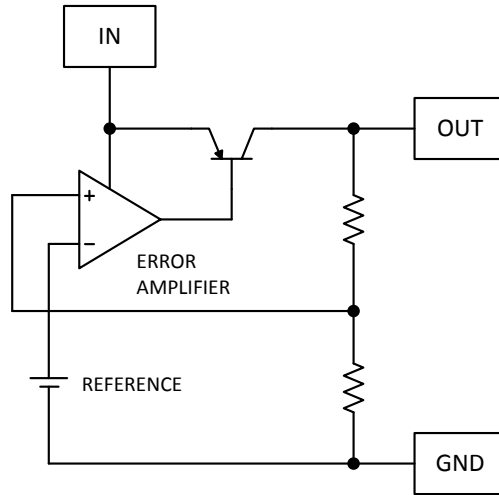 IN
OUT
+
−
ERROR
AMPLIFIER
REFERENCE
GND